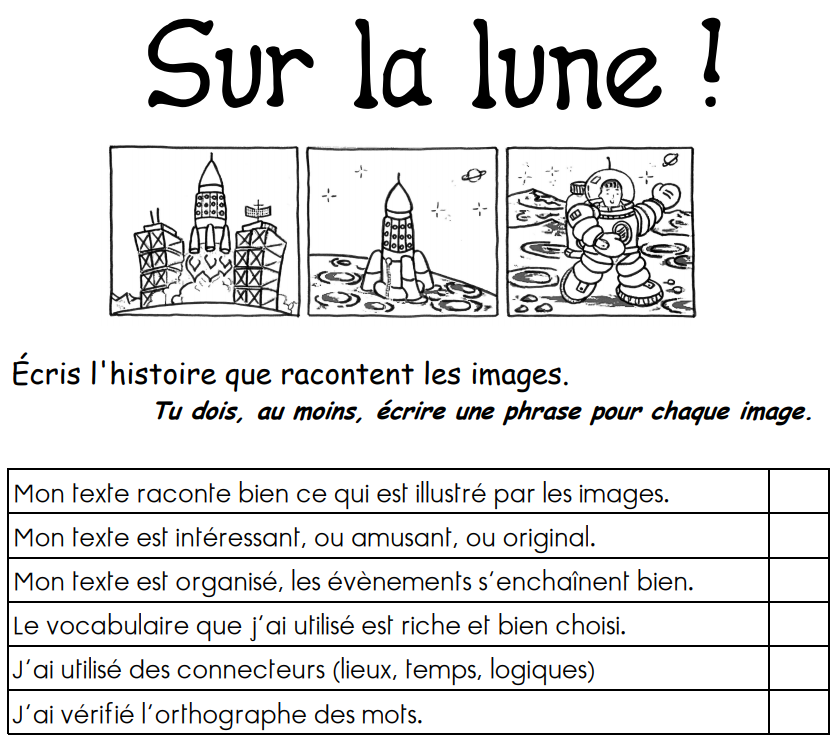 Sur la lune !
Écris l'histoire que racontent les images.
Tu dois, au moins, écrire une phrase pour chaque image.
Mon texte raconte bien ce qui est illustré par les images.
Mon texte est intéressant, ou amusant, ou original.
Mon texte est organisé, les évènements s'enchaînent bien.
Le vocabulaire que j'ai utilisé est riche et bien choisi.
J'ai utilisé des connecteurs (lieux, temps, logiques)
J'ai vérifié l'orthographe des mots.